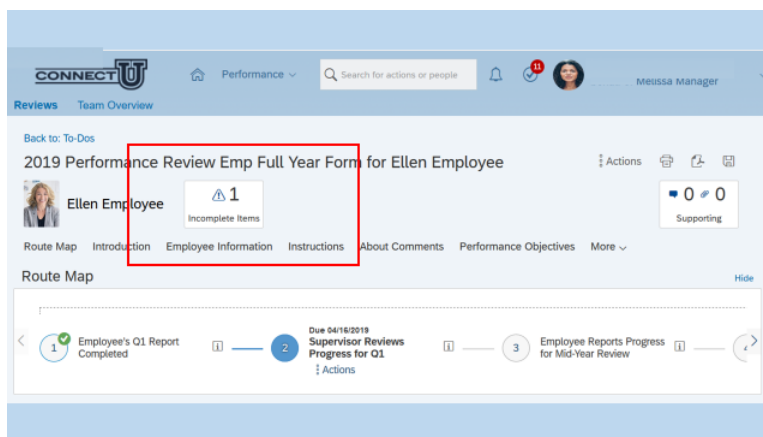 CONNECT U
Performance
Search for actions or people
11
Melissa Manager
Reviews Team Overview
Back to: To-Dos
2019 Performance Review Emp Full Year Form for Ellen Employee
Actions
Ellen Employee
1
Incomplete Items
0 0
Supporting
Route Map Introduction Employee Information Instructions About Comments Performance Objectives More
Route Map
Hide
1
Employee's Q1 Report
Completed
i
2
Due 04/16/2019
Supervisor Reviews
Progress for Q1
Actions
i
3
Employee Reports Progress
for Mid-Year Review
i